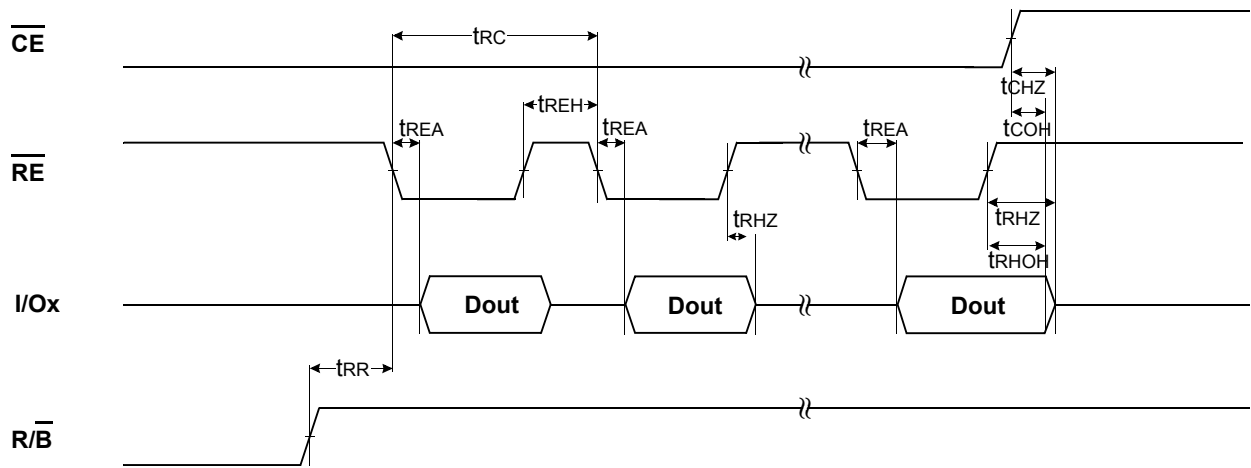 CE
tRC
tCHZ
tREH
tREA
tREA
tREA
tCOH
RE
tRHZ
tRHZ
tRHOH
I/Ox
Dout
Dout
Dout
tRR
R/B